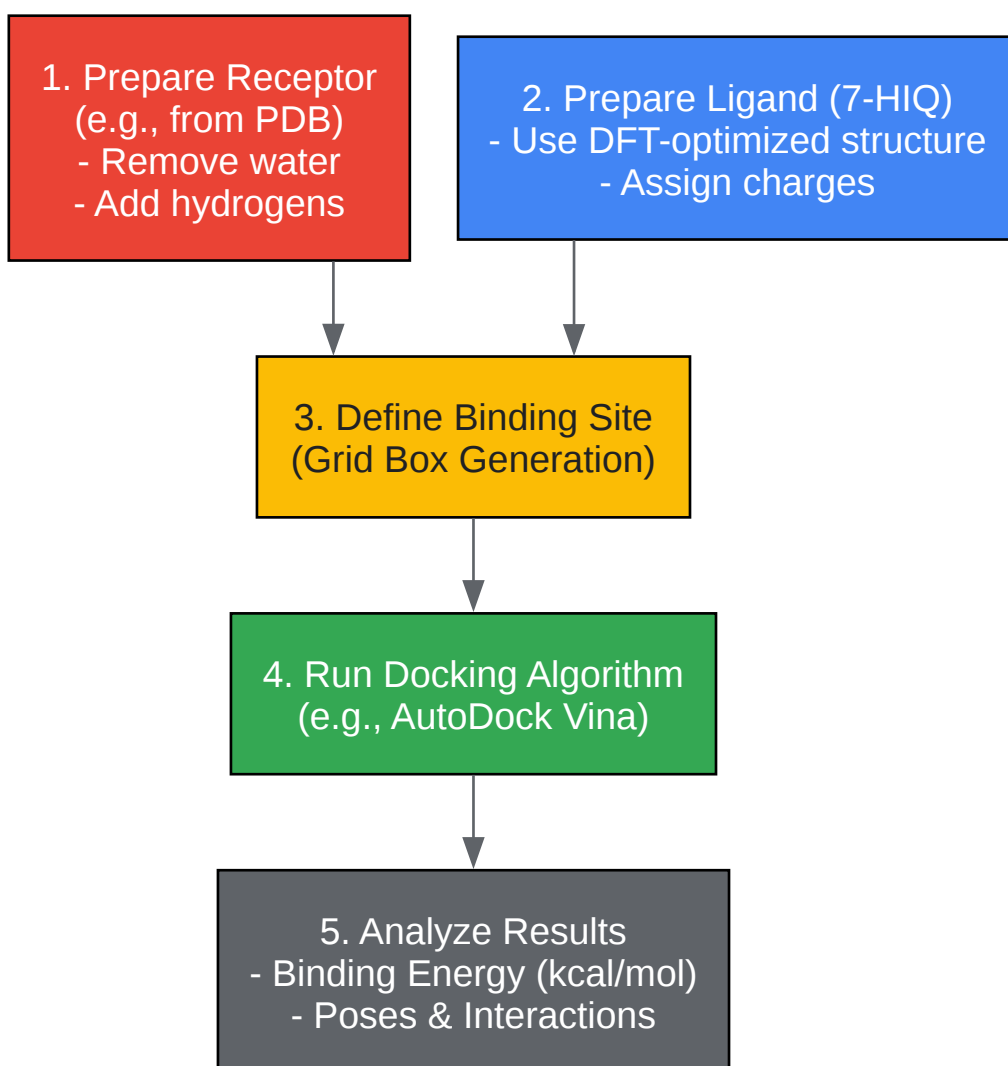 1. Prepare Receptor
(e.g., from PDB)
- Remove water
- Add hydrogens
2. Prepare Ligand (7-HIQ)
- Use DFT-optimized structure
- Assign charges
3. Define Binding Site
(Grid Box Generation)
4. Run Docking Algorithm
(e.g., AutoDock Vina)
5. Analyze Results
- Binding Energy (kcal/mol)
- Poses & Interactions